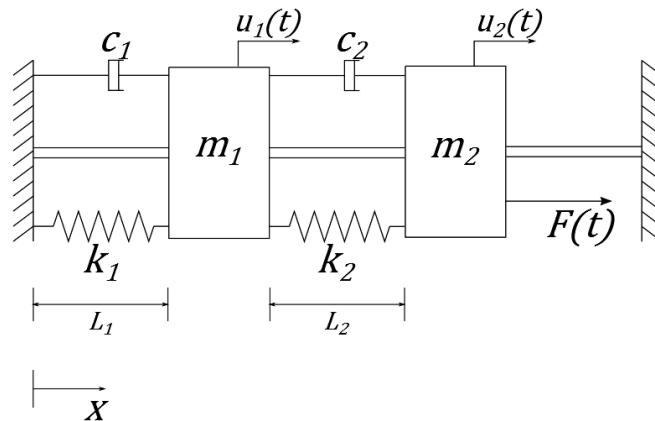 u₁(t) u₂(t)
c₁ c₂
m₁ m₂
F(t)
k₁ k₂
L₁ L₂
x